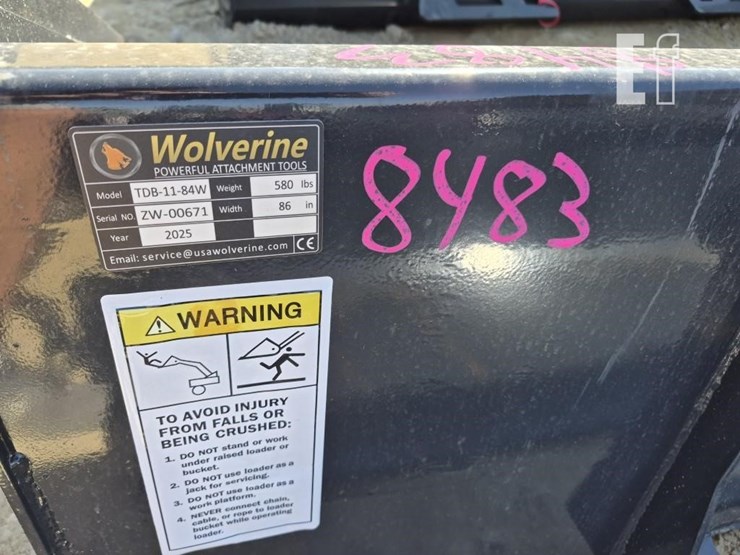 Ef
Wolverine
POWERFUL ATTACHMENT TOOLS
Model TDB-11-84W Weight 580 lbs
Serial NO. ZW-00671 Width 86 in
Year 2025
Email: service@usawolverine.com CE
8483
WARNING
TO AVOID INJURY
FROM FALLS OR
BEING CRUSHED:
1. DO NOT stand or work
under raised loader or
bucket.
2. DO NOT use loader as a
jack for servicing.
3. DO NOT use loader as a
work platform.
4. NEVER connect chain,
cable, or rope to loader
bucket while operating
loader.